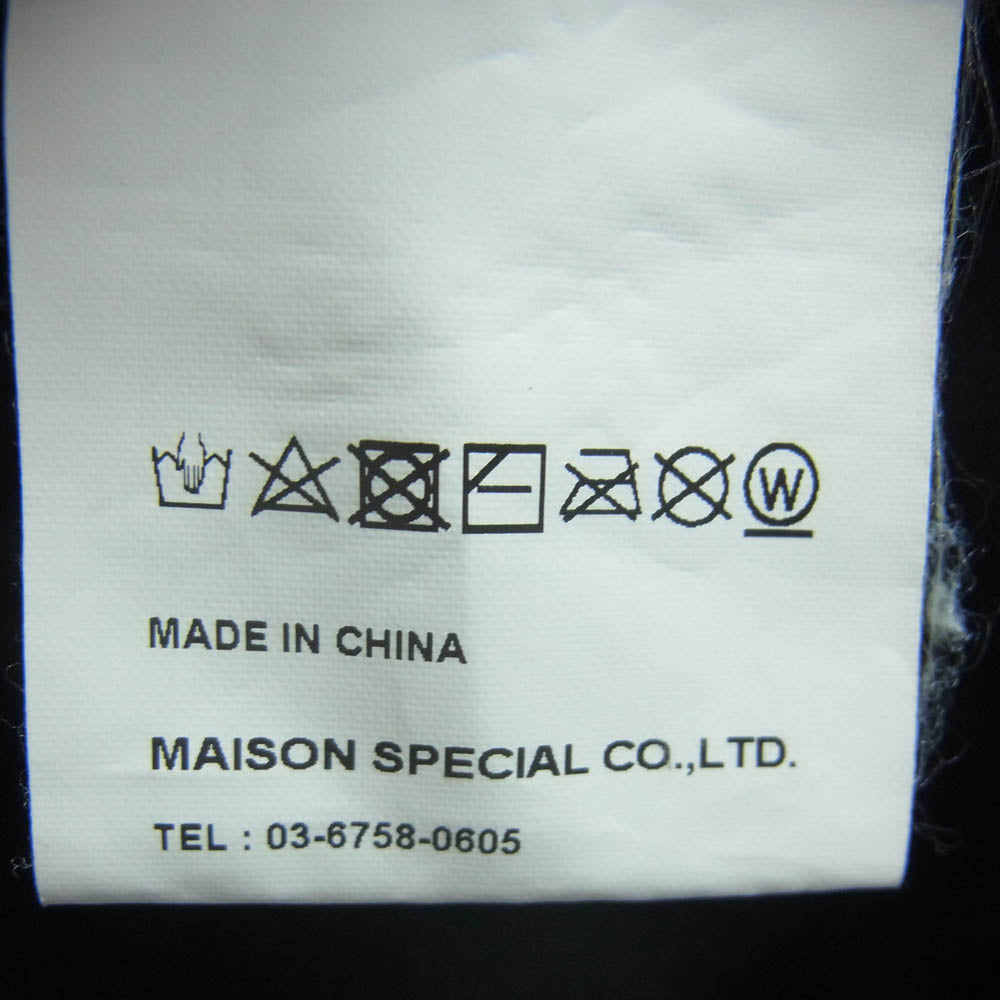 W
MADE IN CHINA
MAISON SPECIAL CO.,LTD.
TEL : 03-6758-0605